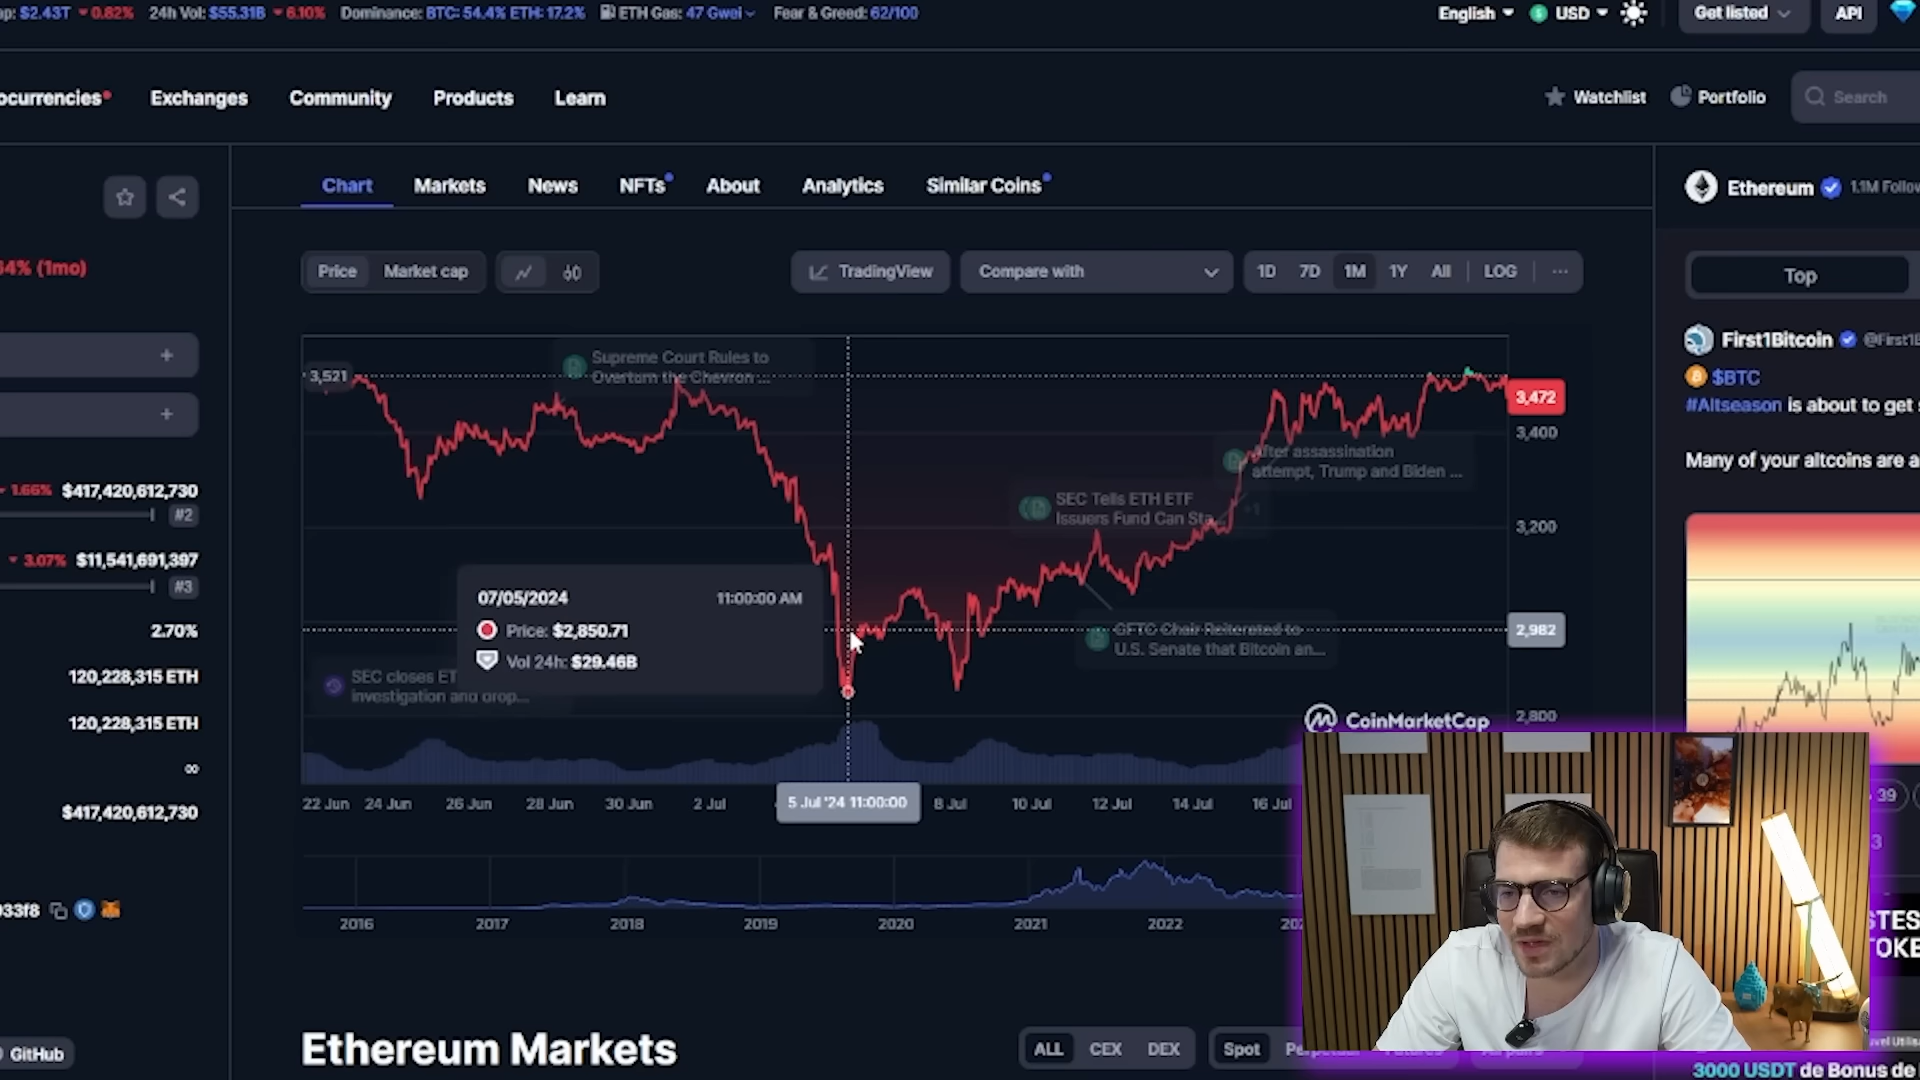 $2.43T 0.82% 24h Vol: $55.31B 6.10% Dominance: BTC: 54.4% ETH: 17.2% ETH Gas: 47 Gwei Fear & Greed: 62/100
English USD Get listed API
Exchanges Community Products Learn
Watchlist Portfolio Search
Chart Markets News NFTs About Analytics Similar Coins
Ethereum 1.1M
(1mo)
Price Market cap
TradingView Compare with 1D 7D 1M 1Y All LOG ...
Top
First1Bitcoin
$BTC
#Altseason is about to get
Many of your altcoins are
3,521
Supreme Court Rules to
Overturn the Chevron ...
3,472
3,400
After assassination
attempt, Trump and Biden ...
SEC Tells ETH ETF
Issuers Fund Can Sta...
+1
3,200
07/05/2024 11:00:00 AM
Price: $2,850.71
Vol 24h: $29.46B
2,982
CFTC Chair Reiterated to
U.S. Senate that Bitcoin an...
SEC closes
investigation and drop...
CoinMarketCap
2,800
1.66% $417,420,612,730
#2
3.07% $11,541,691,397
#3
2.70%
120,228,315 ETH
120,228,315 ETH
∞
$417,420,612,730
22 Jun 24 Jun 26 Jun 28 Jun 30 Jun 2 Jul 5 Jul '24 11:00:00 8 Jul 10 Jul 12 Jul 14 Jul 16 Jul
39
2016 2017 2018 2019 2020 2021 2022
933f8
GitHub
Ethereum Markets
ALL CEX DEX Spot
3000 USDT de Bonus de